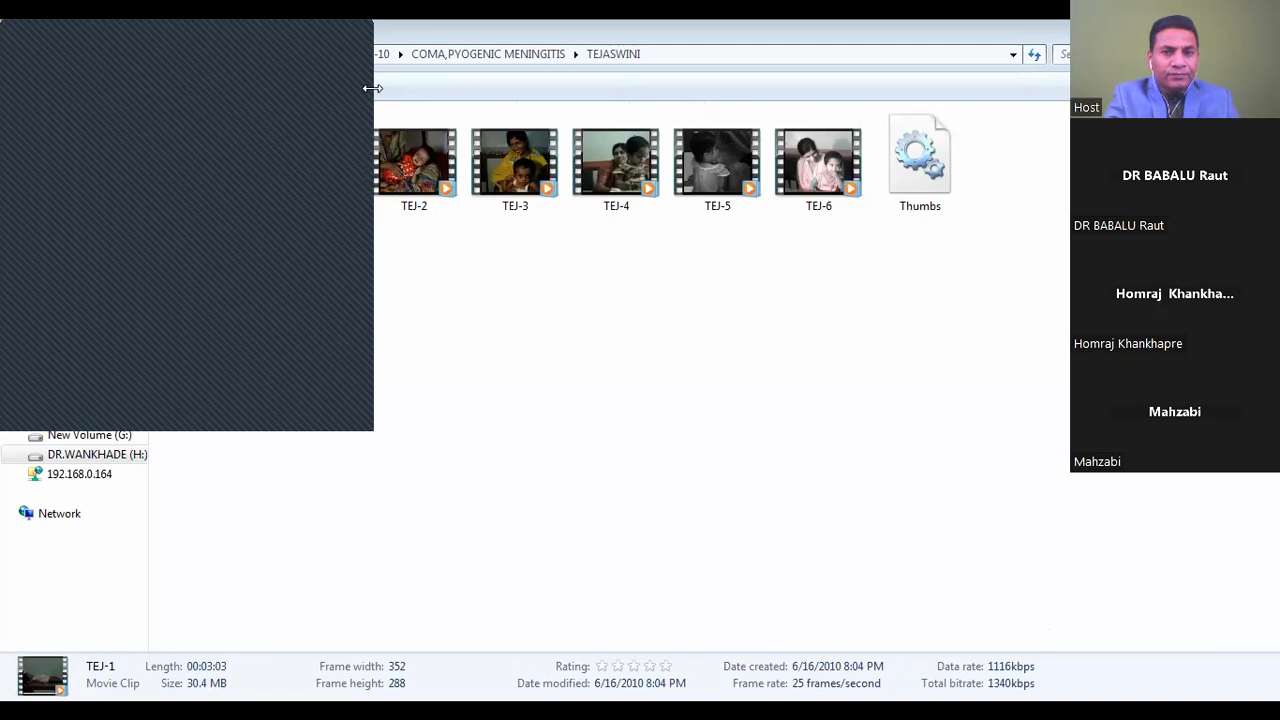 -10 ▸ COMA,PYOGENIC MENINGITIS ▸ TEJASWINI
Se
TEJ-2
TEJ-3
TEJ-4
TEJ-5
TEJ-6
Thumbs
New Volume (G:)
DR.WANKHADE (H:)
192.168.0.164
Network
TEJ-1 Length: 00:03:03 Frame width: 352 Rating: Date created: 6/16/2010 8:04 PM Data rate: 1116kbps
Movie Clip Size: 30.4 MB Frame height: 288 Date modified: 6/16/2010 8:04 PM Frame rate: 25 frames/second Total bitrate: 1340kbps
Host
DR BABALU Raut
DR BABALU Raut
Homraj Khankha...
Homraj Khankhapre
Mahzabi
Mahzabi